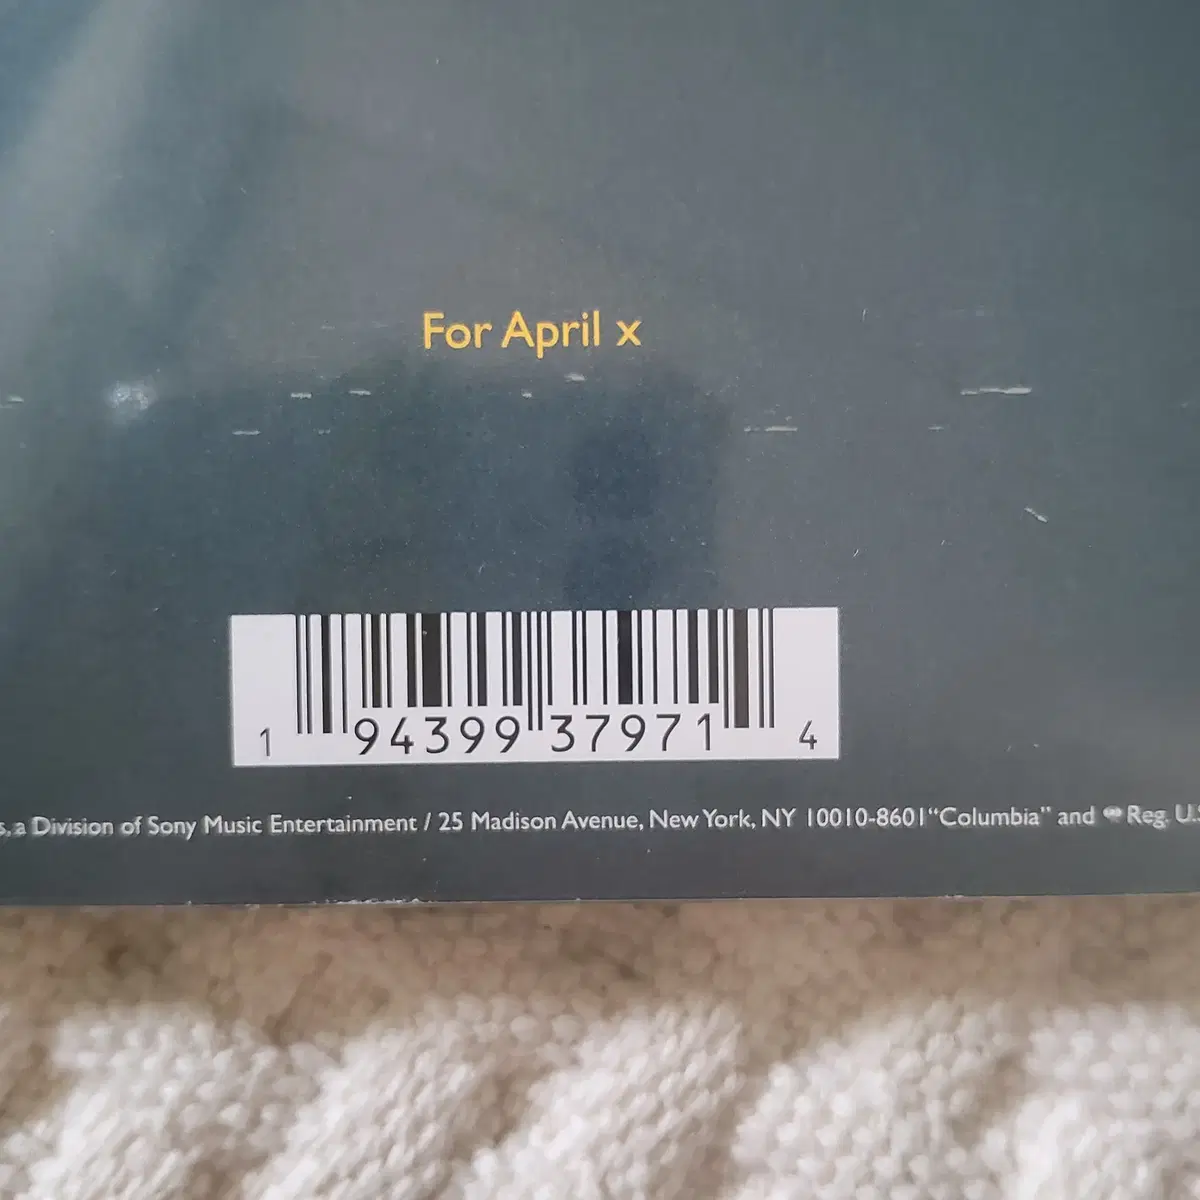 For April x
1 94399 37971 4
s, a Division of Sony Music Entertainment / 25 Madison Avenue, New York, NY 10010-8601 “Columbia” and Reg. U.S